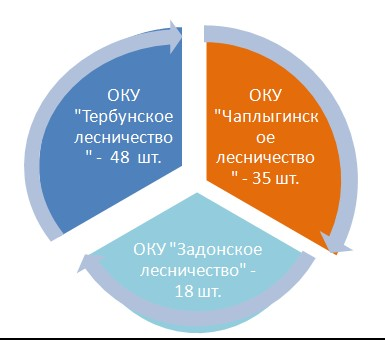 ОКУ
"Тербунское
лесничество
" -  48  шт.
ОКУ
"Чаплыгинск
ое
лесничество
" - 35 шт.
ОКУ "Задонское
лесничество" -
18 шт.